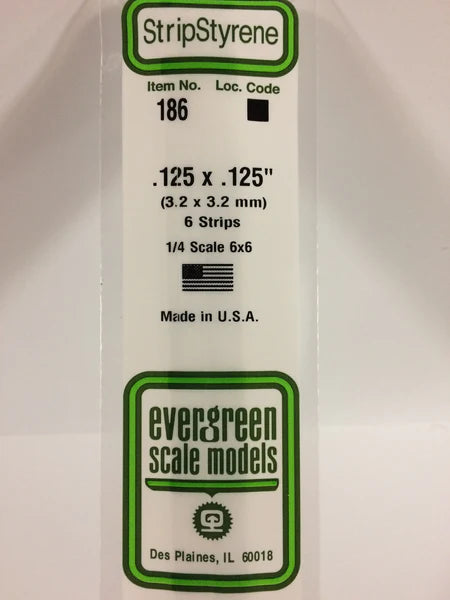 StripStyrene
Item No. Loc. Code
186
.125 x .125"
(3.2 x 3.2 mm)
6 Strips
1/4 Scale 6x6
Made in U.S.A.
evergreen
scale models
Des Plaines, IL 60018